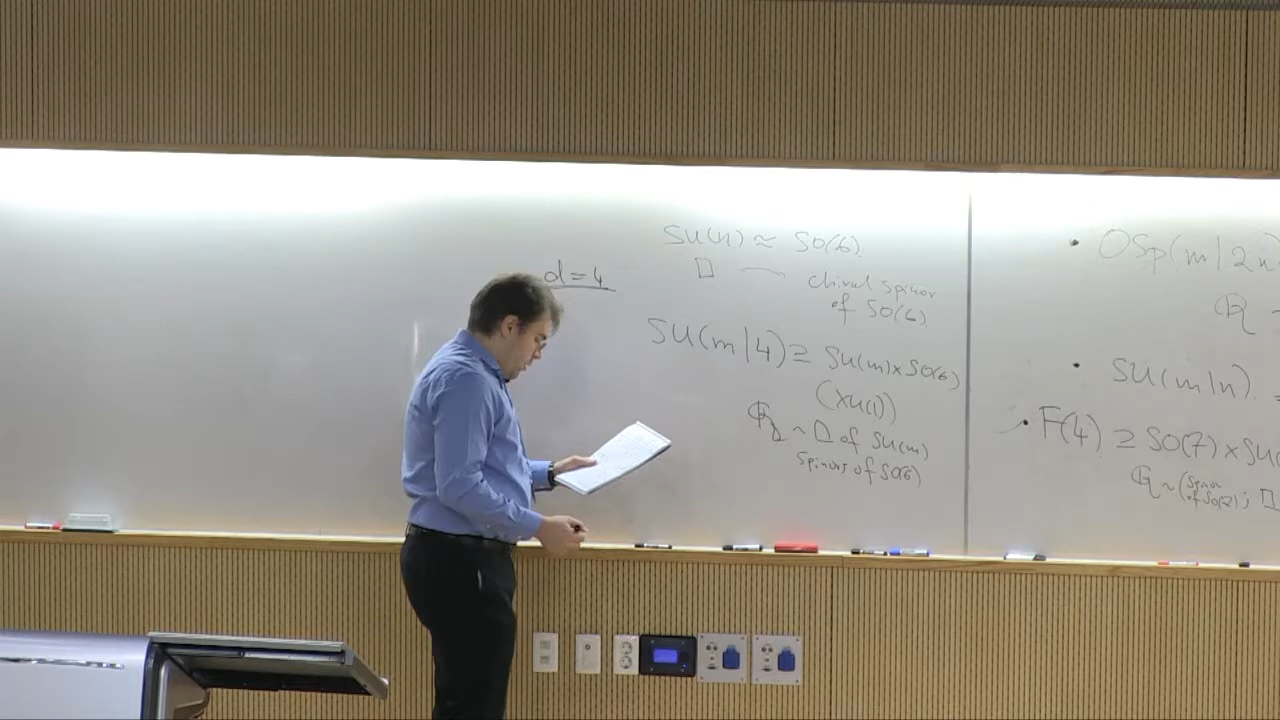 d=4
SU(4) ≈ SO(6)
□ → chiral spinor
of SO(6)
SU(m|4) ⊇ SU(m)×SO(6)
(×U(1))
Q ~ □ of SU(m)
Spinors of SO(6)
• OSp(m|2n)
Q
• SU(m|n)
• F(4) ⊇ SO(7) × SU(
Q ~ (Spinor
of SO(7); □